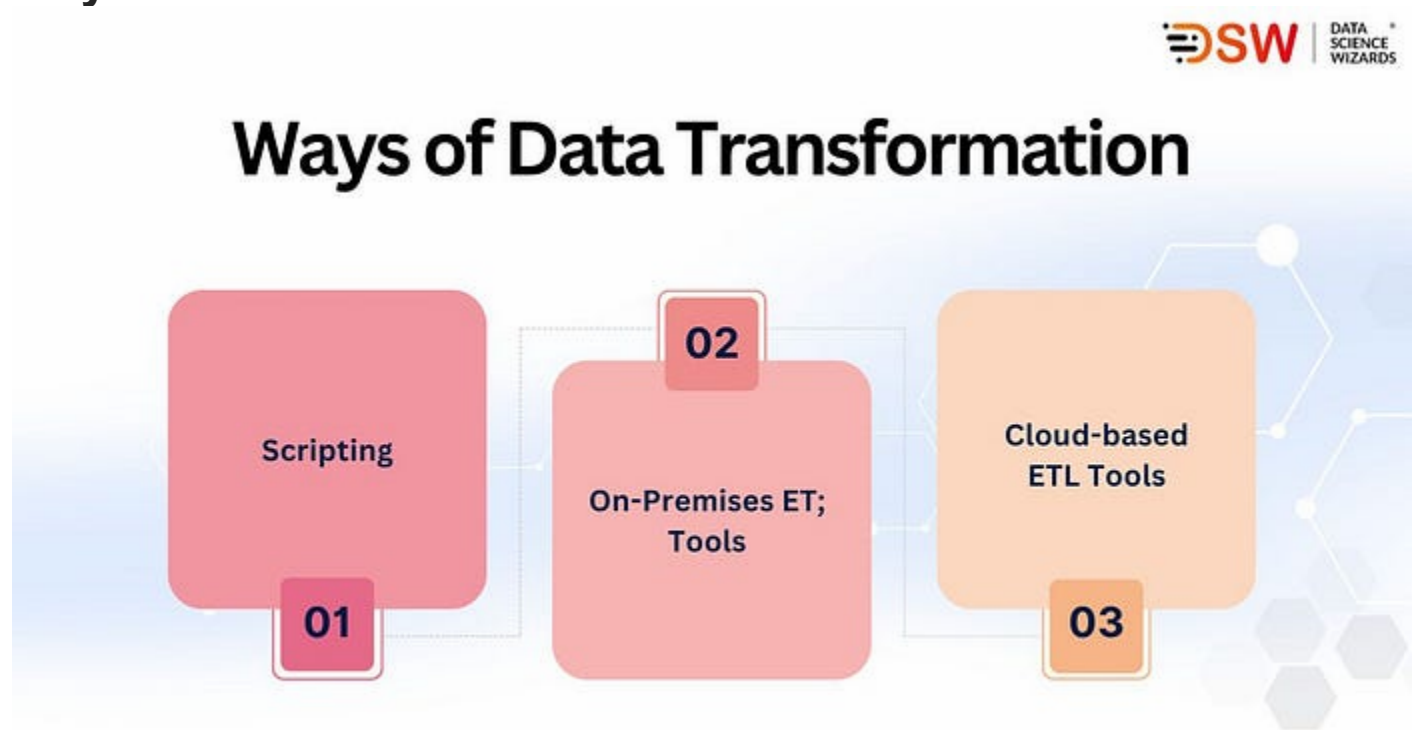 DSW
DATA
SCIENCE
WIZARDS
Ways of Data Transformation
Scripting
01
02
On-Premises ET;
Tools
Cloud-based
ETL Tools
03